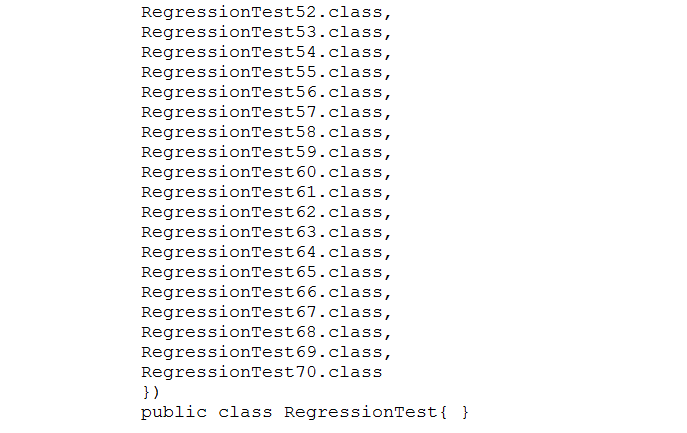 RegressionTest52.class,
RegressionTest53.class,
RegressionTest54.class,
RegressionTest55.class,
RegressionTest56.class,
RegressionTest57.class,
RegressionTest58.class,
RegressionTest59.class,
RegressionTest60.class,
RegressionTest61.class,
RegressionTest62.class,
RegressionTest63.class,
RegressionTest64.class,
RegressionTest65.class,
RegressionTest66.class,
RegressionTest67.class,
RegressionTest68.class,
RegressionTest69.class,
RegressionTest70.class
})
public class RegressionTest{ }